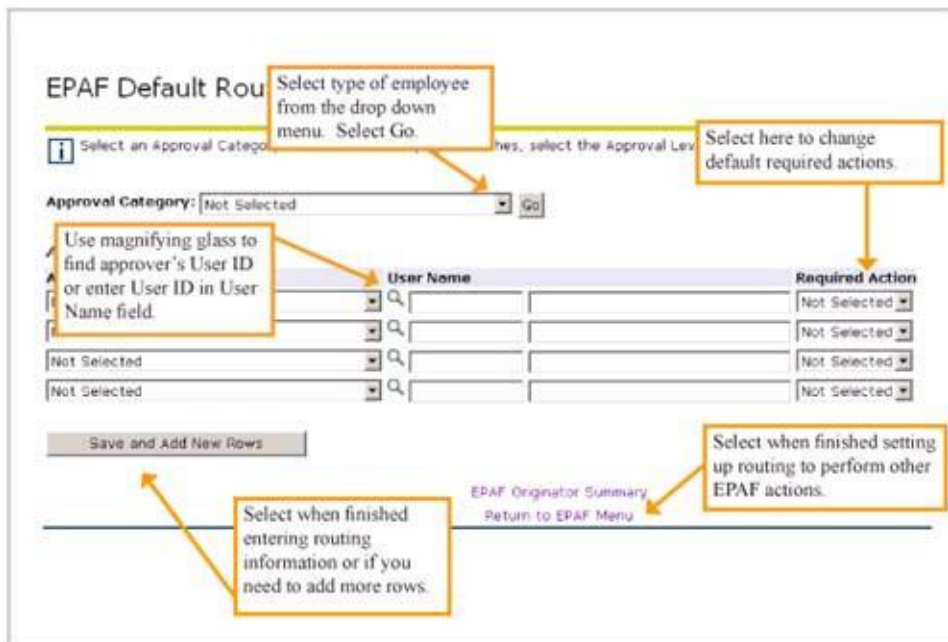 EPAF Default Rou
Select type of employee
from the drop down
menu. Select Go.
Select an Approval Categ
hes, select the Approval Lev
Select here to change
default required actions.
Approval Category: Not Selected Go
Use magnifying glass to
find approver's User ID
or enter User ID in User
Name field.
A
User Name Required Action
Not Selected
Not Selected
Not Selected Not Selected
Not Selected Not Selected
Save and Add New Rows
Select when finished setting
up routing to perform other
EPAF actions.
EPAF Originator Summary
Return to EPAF Menu
Select when finished
entering routing
information or if you
need to add more rows.